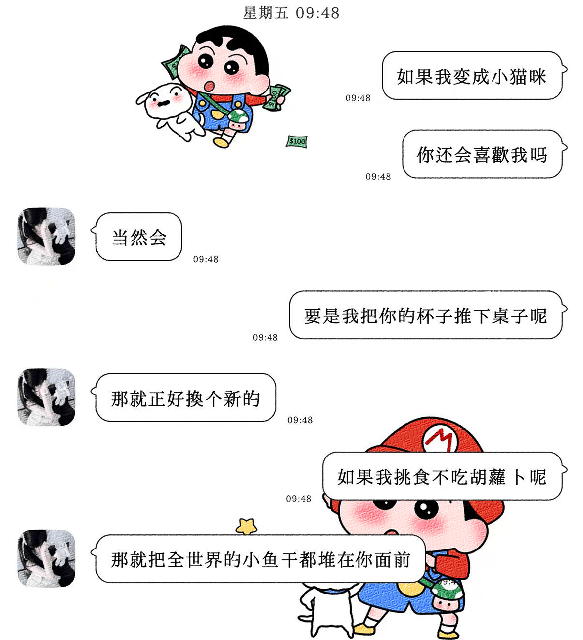 星期五 09:48
如果我变成小猫咪
09:48
$100
你还会喜歡我吗
09:48
当然会
09:48
要是我把你的杯子推下桌子呢
09:48
那就正好換個新的
09:48
M
如果我挑食不吃胡蘿卜呢
09:48
那就把全世界的小鱼干都堆在你面前
09:48